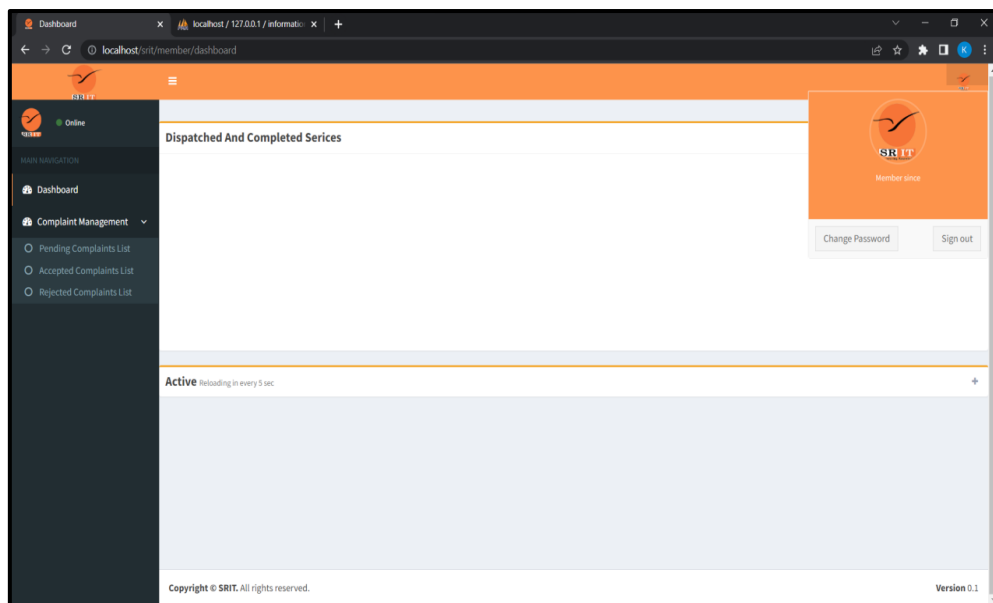 Dashboard
localhost / 127.0.0.1 / informatio
localhost/srit/member/dashboard
K
SR IT
Online
MAIN NAVIGATION
Dashboard
Complaint Management
Pending Complaints List
Accepted Complaints List
Rejected Complaints List
Dispatched And Completed Serices
SR IT
Member since
Change Password
Sign out
Active Reloading in every 5 sec
Copyright © SRIT. All rights reserved.
Version 0.1